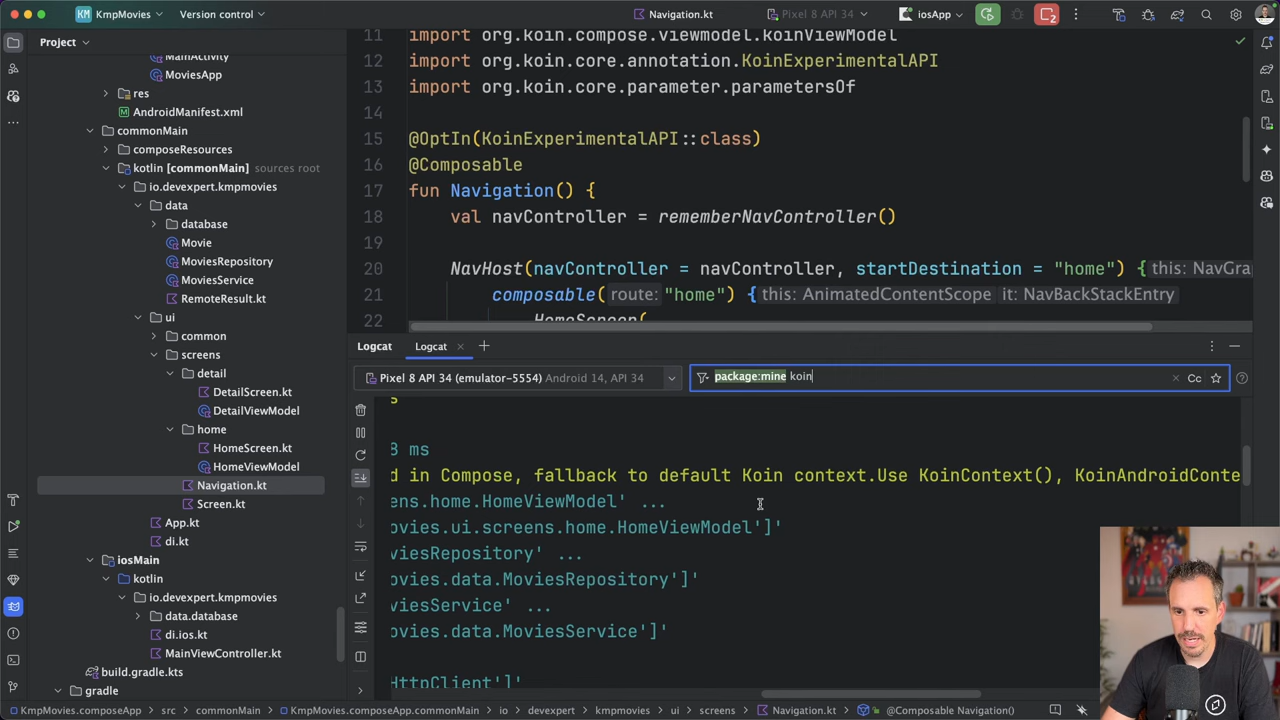 KmpMovies
Version control
Navigation.kt
Pixel 8 API 34
iosApp
2
Project
MainActivity
MoviesApp
res
AndroidManifest.xml
commonMain
composeResources
kotlin [commonMain] sources root
io.devexpert.kmpmovies
data
database
Movie
MoviesRepository
MoviesService
RemoteResult.kt
ui
common
screens
detail
DetailScreen.kt
DetailViewModel
home
HomeScreen.kt
HomeViewModel
Navigation.kt
Screen.kt
App.kt
di.kt
iosMain
kotlin
io.devexpert.kmpmovies
data.database
di.ios.kt
MainViewController.kt
build.gradle.kts
gradle
11 import org.koin.compose.viewmodel.koinViewModel
12 import org.koin.core.annotation.KoinExperimentalAPI
13 import org.koin.core.parameter.parametersOf
14
15 @OptIn(KoinExperimentalAPI::class)
16 @Composable
17 fun Navigation() {
18 val navController = rememberNavController()
19
20 NavHost(navController = navController, startDestination = "home") { this: NavGra
21 composable( route: "home") { this: AnimatedContentScope it: NavBackStackEntry
22 HomeScreen(
Logcat
Logcat
Pixel 8 API 34 (emulator-5554) Android 14, API 34
package:mine koin
Cc
s
8 ms
d in Compose, fallback to default Koin context.Use KoinContext(), KoinAndroidConte
ens.home.HomeViewModel' ...
ovies.ui.screens.home.HomeViewModel']'
viesRepository' ...
ovies.data.MoviesRepository']'
viesService' ...
ovies.data.MoviesService']'
HttpClient']'
KmpMovies.composeApp
src
commonMain
KmpMovies.composeApp.commonMain
io
devexpert
kmpmovies
ui
screens
Navigation.kt
@Composable Navigation()